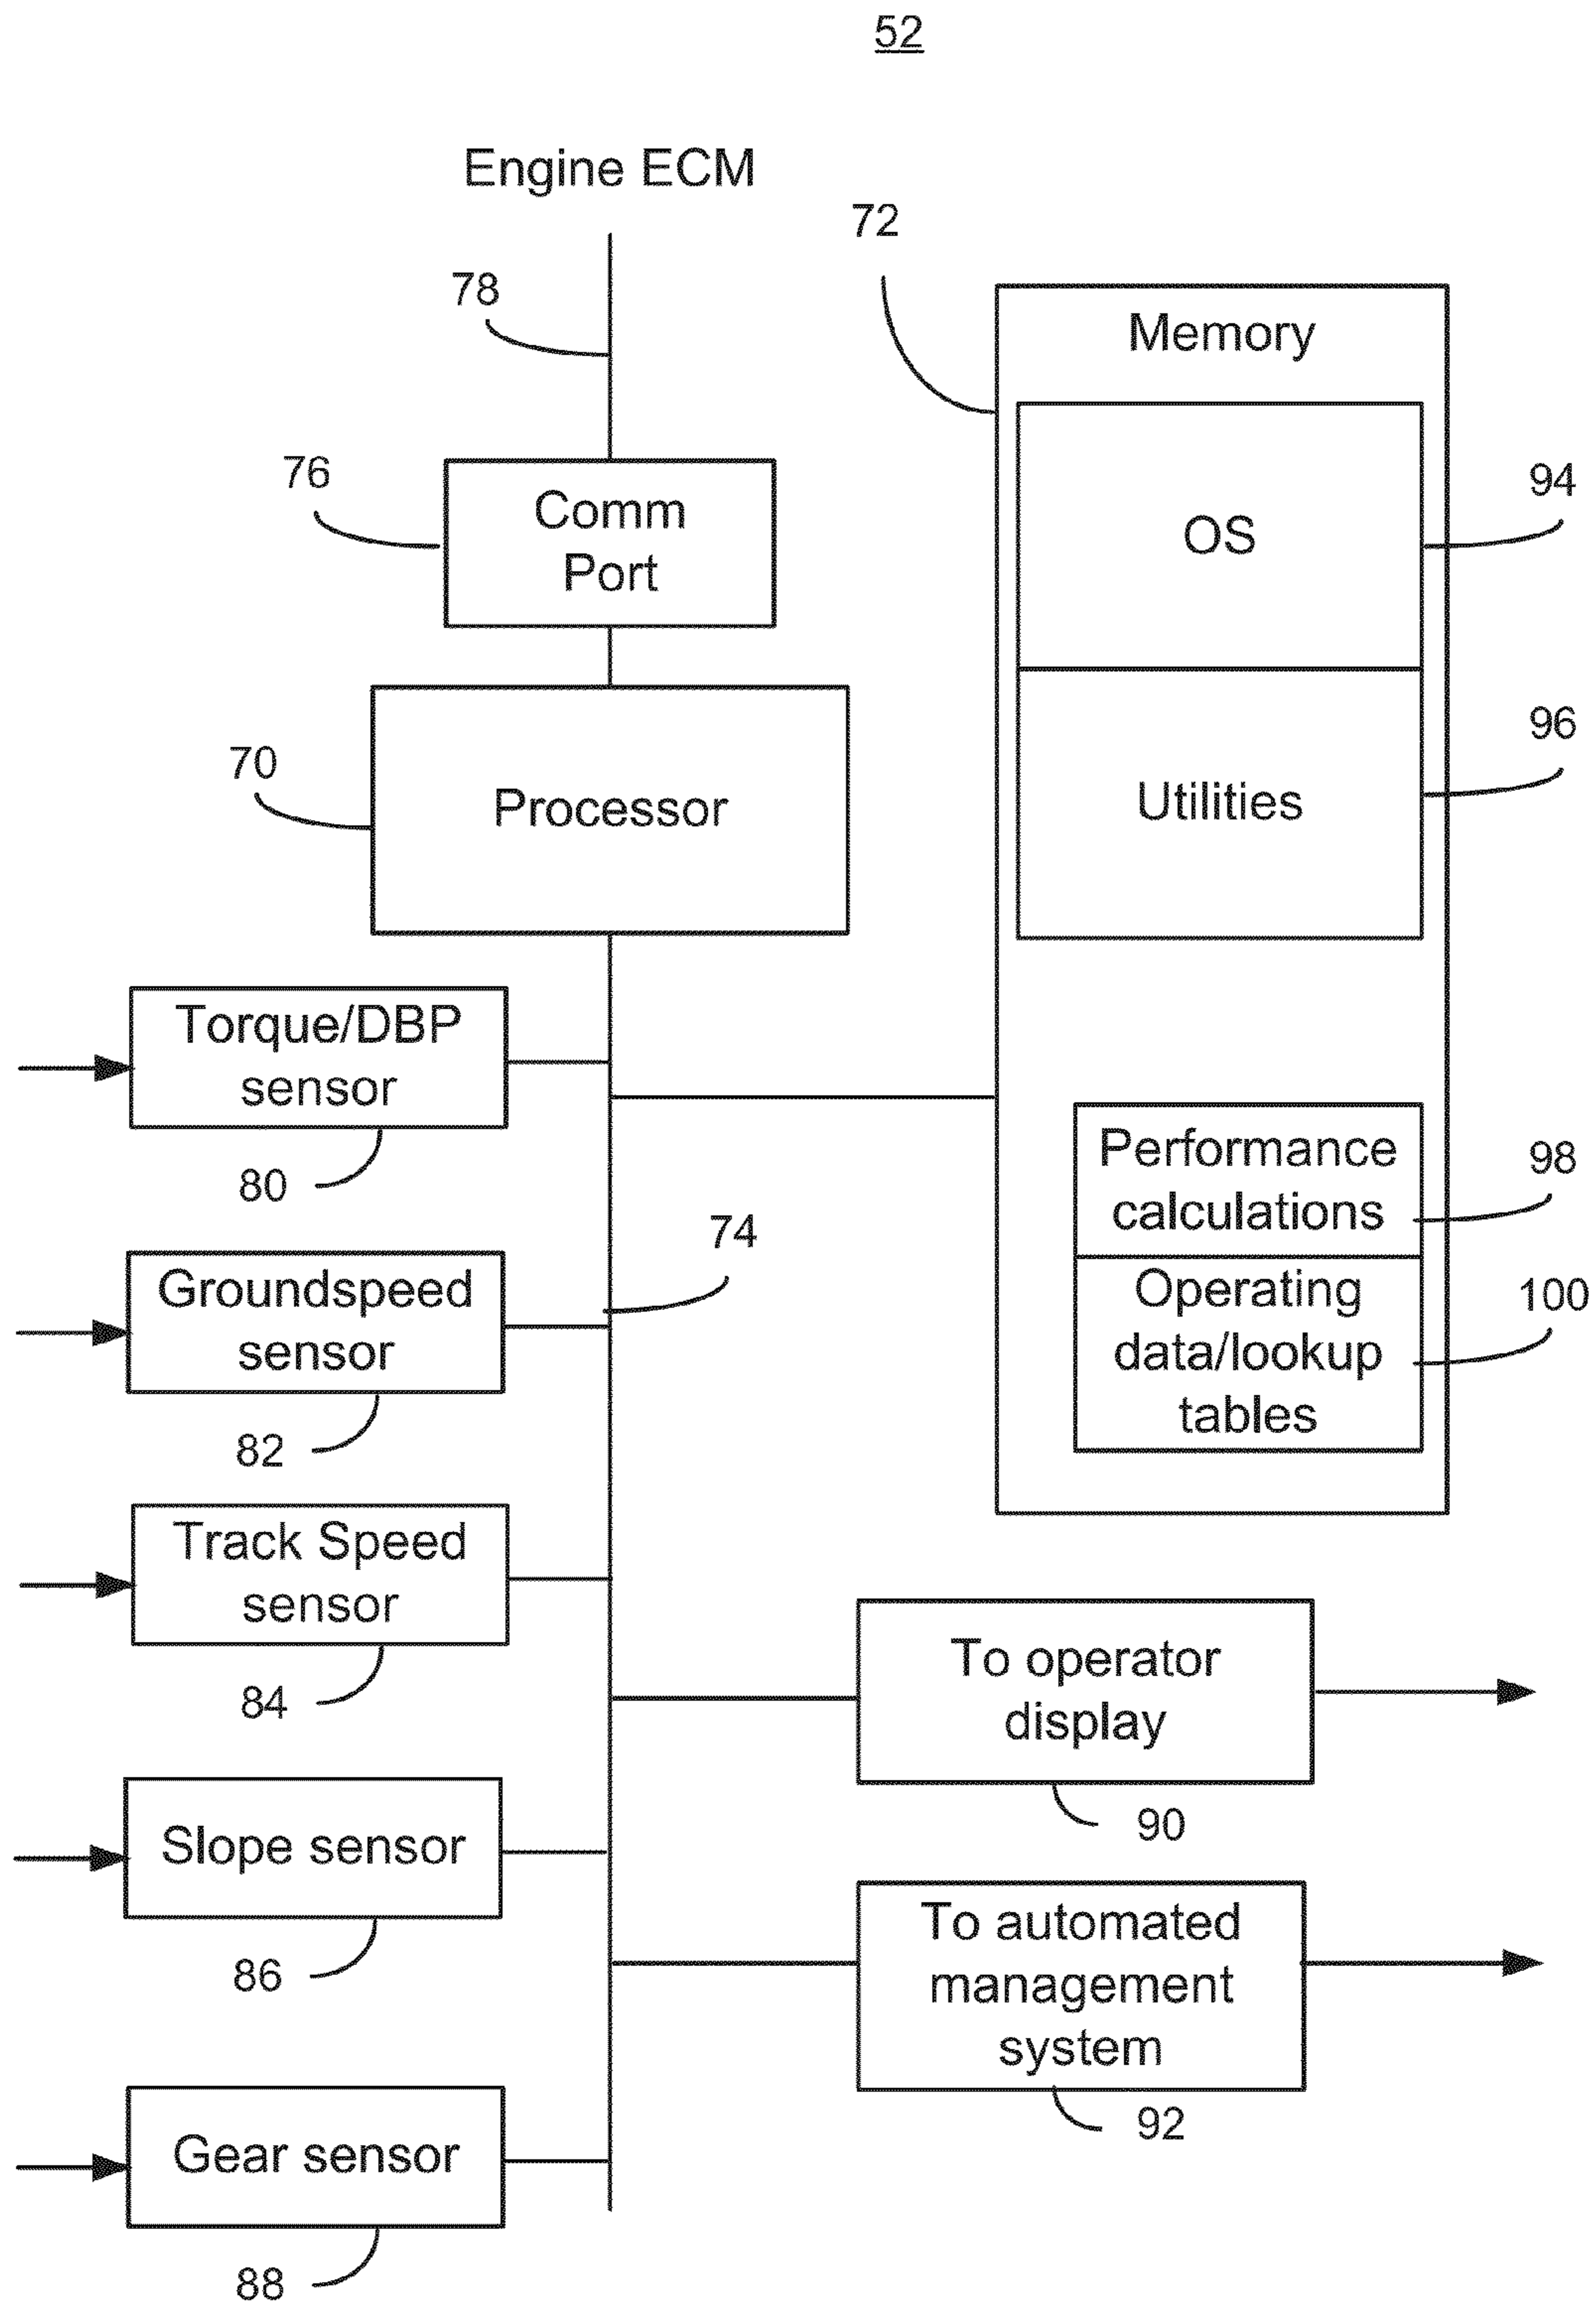 52
Engine ECM
72
78
Memory
76
Comm
Port
94
OS
70
Processor
96
Utilities
Torque/DBP
sensor
80
Performance
calculations
98
74
Groundspeed
sensor
82
Operating
data/lookup
tables
100
Track Speed
sensor
84
To operator
display
90
Slope sensor
86
To automated
management
system
92
Gear sensor
88